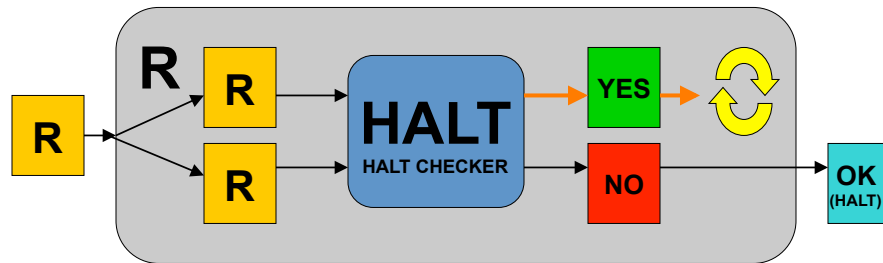 R
R
R
R
HALT
HALT CHECKER
YES
NO
OK
(HALT)